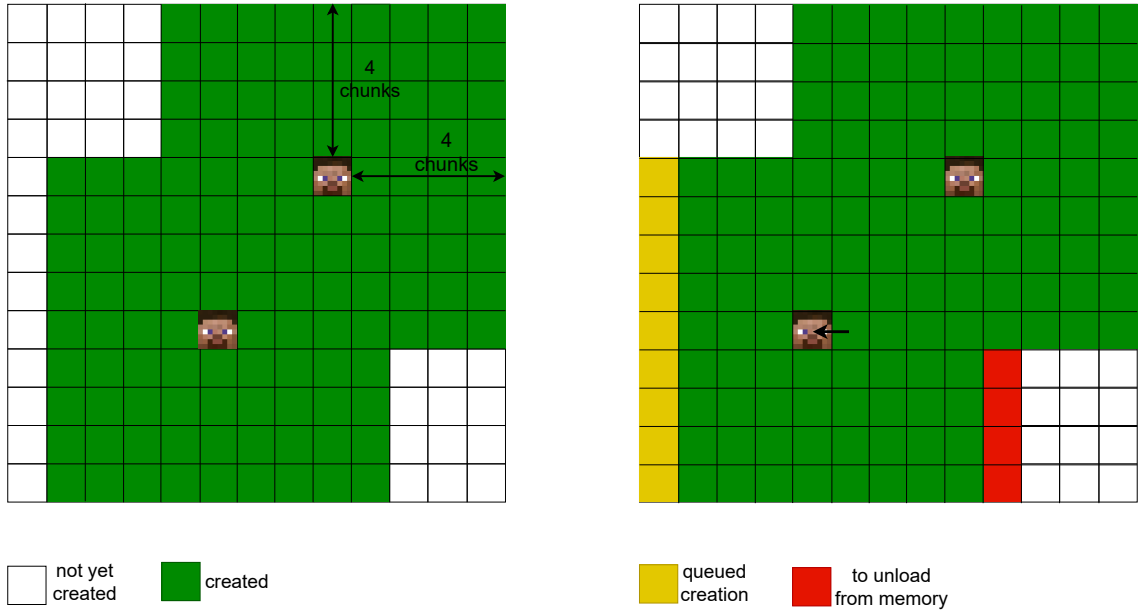 4
chunks
4
chunks
not yet
created
created
queued
creation
to unload
from memory